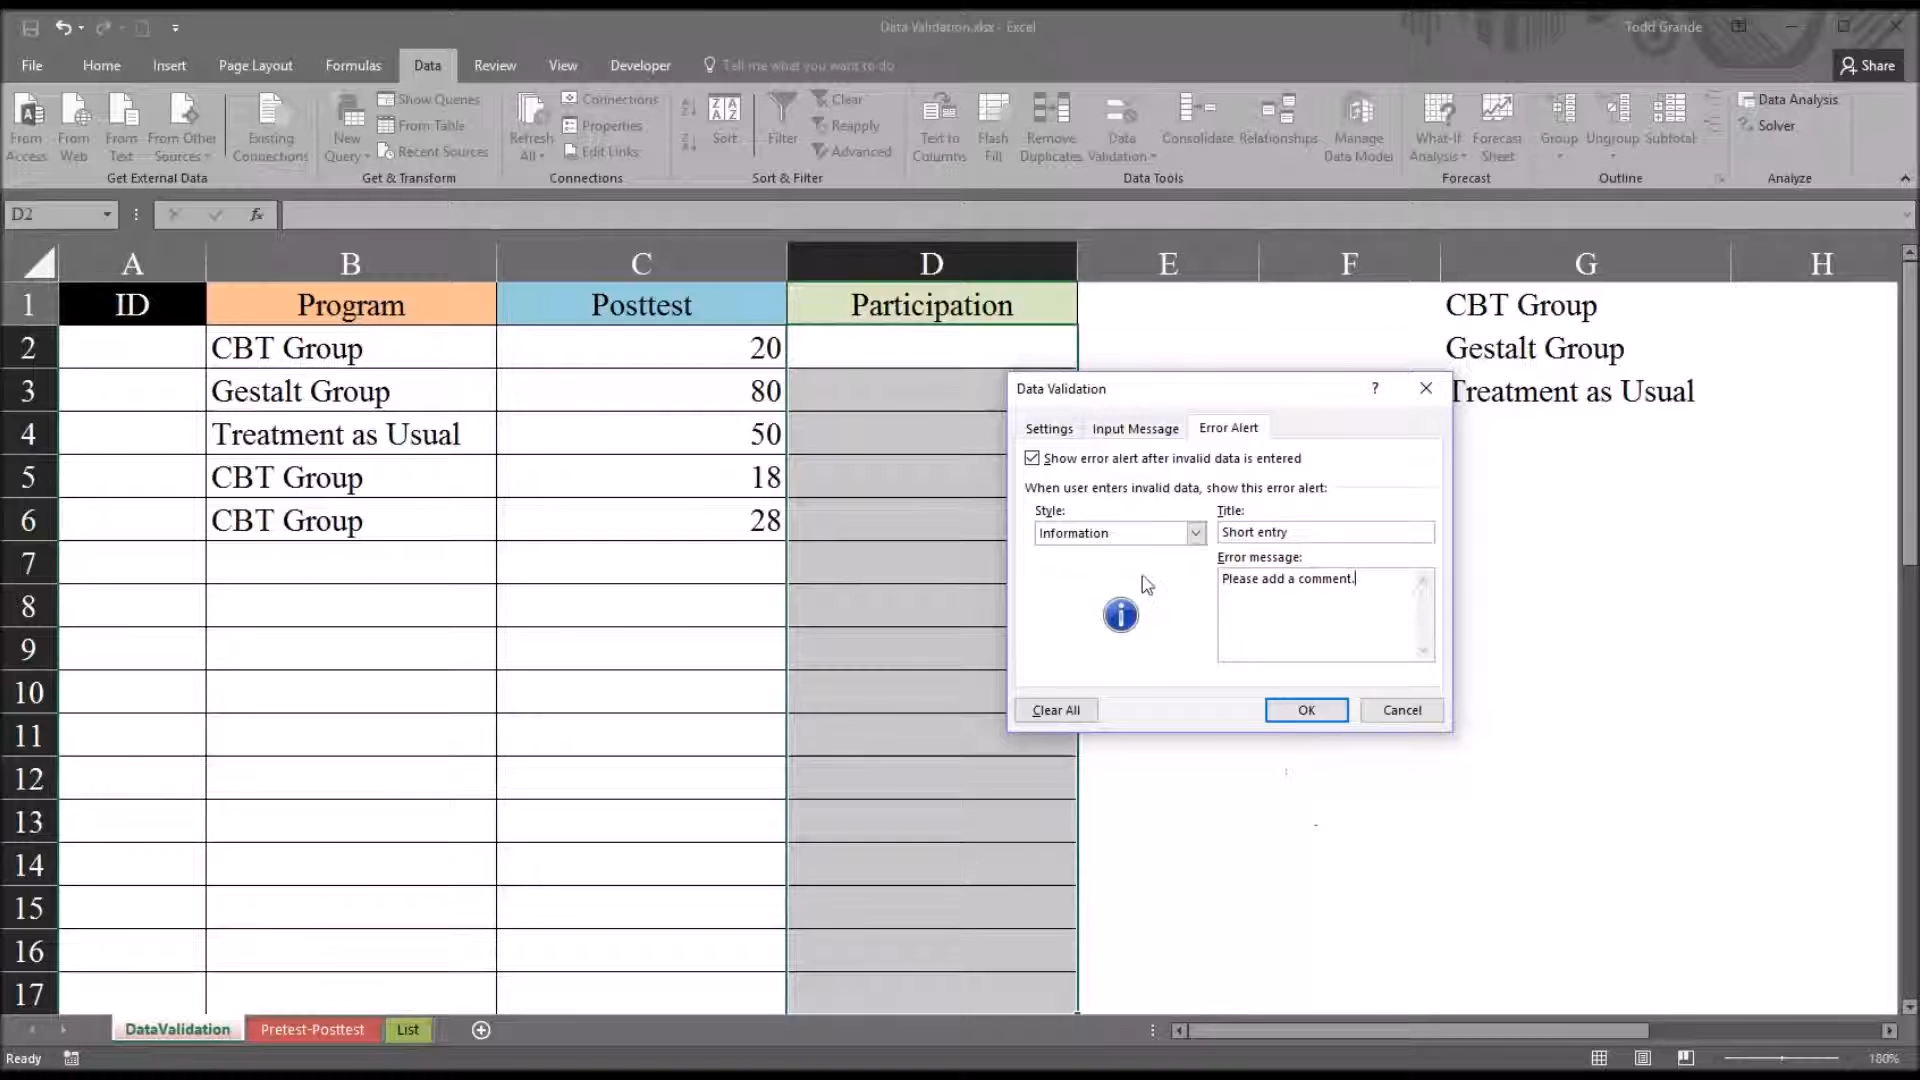 Data Validation.xlsx - Excel
Todd Grande
File Home Insert Page Layout Formulas Data Review View Developer Tell me what you want to do Share
From Access
From Web
From Text
From Other Sources
Existing Connections
Get External Data
New Query
Show Queries
From Table
Recent Sources
Get & Transform
Refresh All
Connections
Properties
Edit Links
Connections
Sort
Filter
Clear
Reapply
Advanced
Sort & Filter
Text to Columns
Flash Fill
Remove Duplicates
Data Validation
Consolidate
Relationships
Manage Data Model
Data Tools
What-If Analysis
Forecast Sheet
Forecast
Group
Ungroup
Subtotal
Outline
Data Analysis
Solver
Analyze
D2 fx
A B C D E F G H
1 ID Program Posttest Participation CBT Group
2 CBT Group 20 Gestalt Group
3 Gestalt Group 80 Treatment as Usual
4 Treatment as Usual 50
5 CBT Group 18
6 CBT Group 28
7
8
9
10
11
12
13
14
15
16
17
Data Validation ?
Settings Input Message Error Alert
Show error alert after invalid data is entered
When user enters invalid data, show this error alert:
Style: Title:
Information Short entry
Error message:
Please add a comment.
Clear All OK Cancel
DataValidation Pretest-Posttest List
Ready 180%